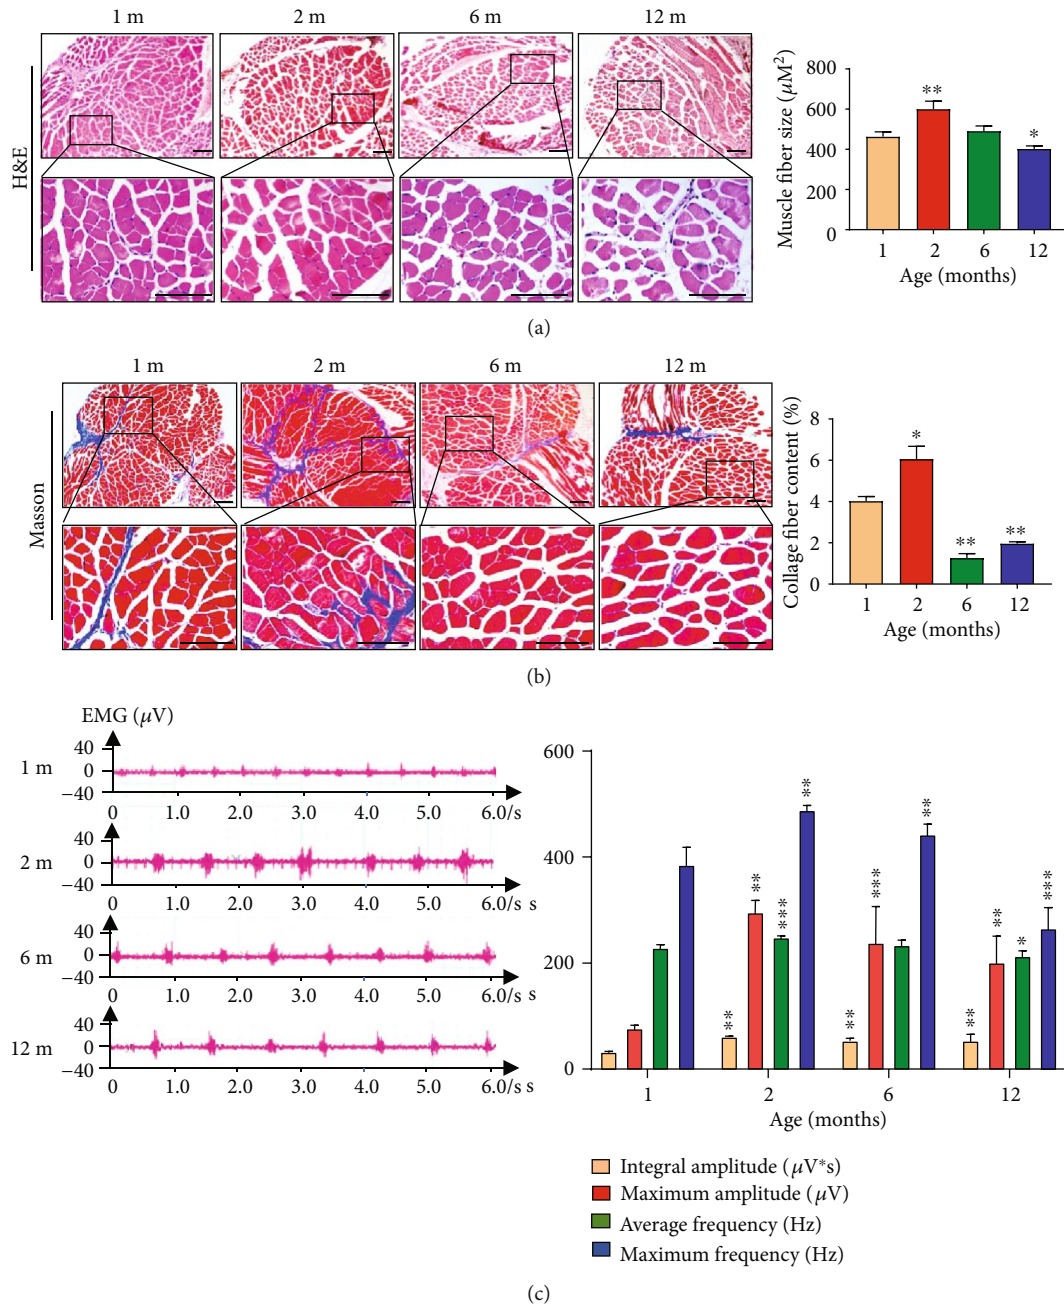 1 m 2 m 6 m 12 m
H&E
Muscle fiber size (μM²)
800
600
400
200
0
** *
1 2 6 12
Age (months)
(a)
1 m 2 m 6 m 12 m
Masson
Collage fiber content (%)
8
6
4
2
0
* ** **
1 2 6 12
Age (months)
(b)
EMG (μV)
1 m
40
0
−40
0 1.0 2.0 3.0 4.0 5.0 6.0/s
2 m
40
0
−40
0 1.0 2.0 3.0 4.0 5.0 6.0/s s
6 m
40
0
−40
0 1.0 2.0 3.0 4.0 5.0 6.0/s s
12 m
40
0
−40
0 1.0 2.0 3.0 4.0 5.0 6.0/s s
600
400
200
0
** ** *** ** ** *** ** ** ** * ***
1 2 6 12
Age (months)
Integral amplitude (μV*s)
Maximum amplitude (μV)
Average frequency (Hz)
Maximum frequency (Hz)
(c)